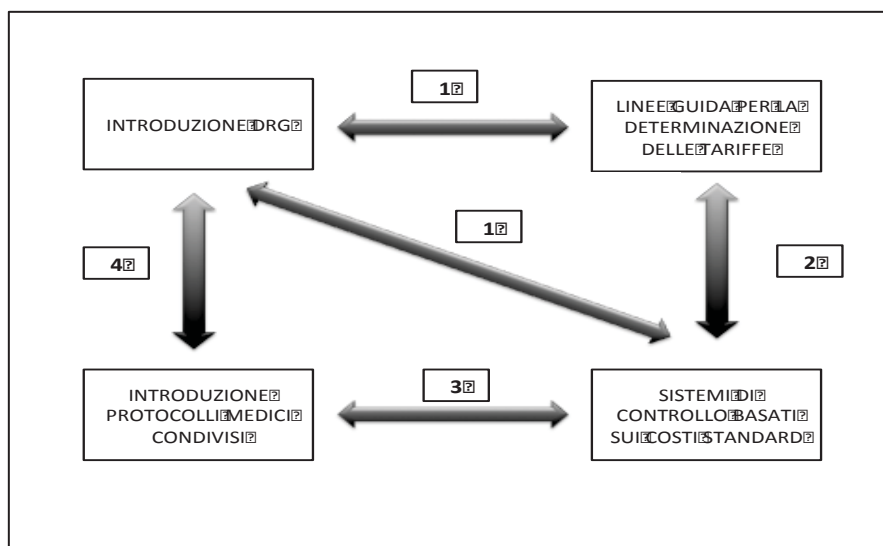 1
INTRODUZIONE DRG
LINEE GUIDA PER LA
DETERMINAZIONE
DELLE TARIFFE
1
4
2
INTRODUZIONE
PROTOCOLLI MEDICI
CONDIVISI
3
SISTEMI DI
CONTROLLO BASATI
SUI COSTI STANDARD